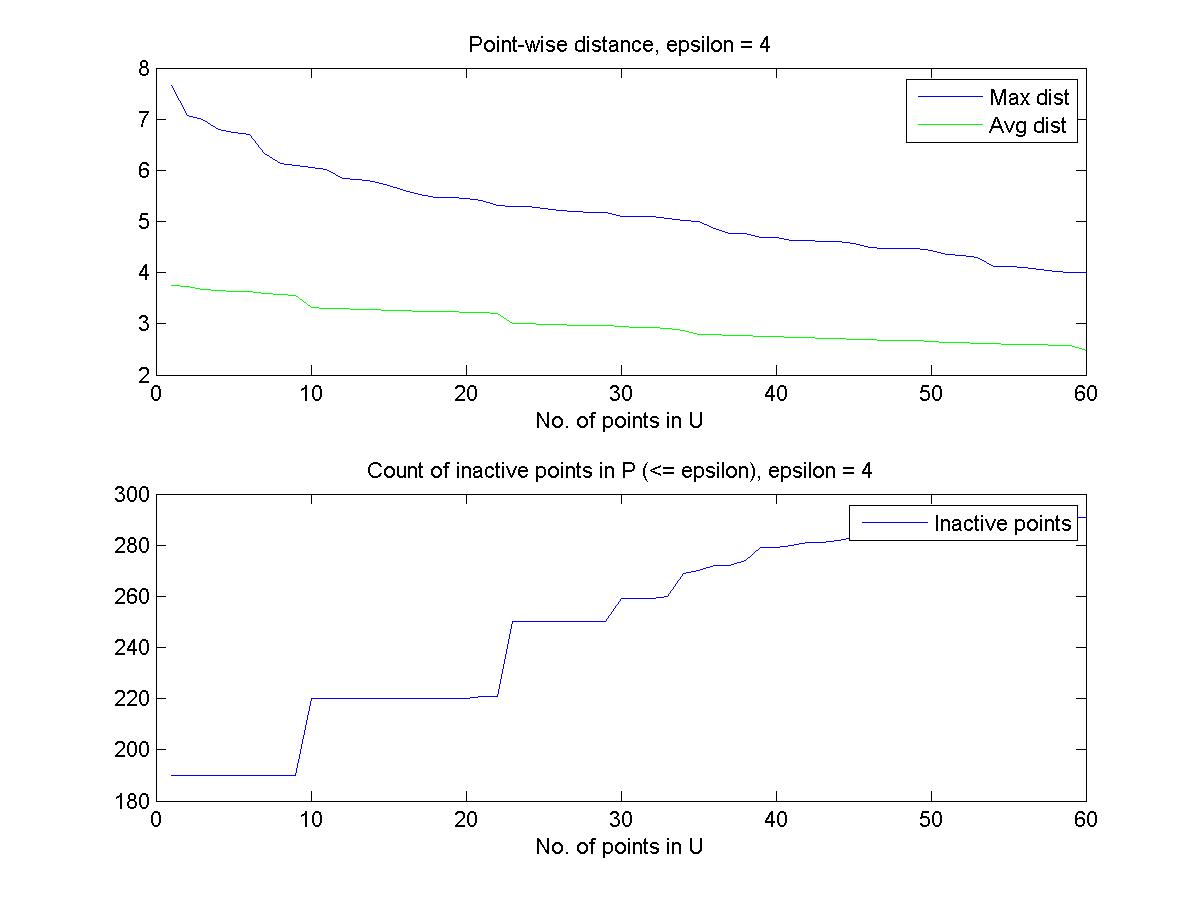 Point-wise distance, epsilon = 4
8
7
6
5
4
3
2
Max dist
Avg dist
0 10 20 30 40 50 60
No. of points in U
Count of inactive points in P (<= epsilon), epsilon = 4
300
280
260
240
220
200
180
Inactive points
0 10 20 30 40 50 60
No. of points in U